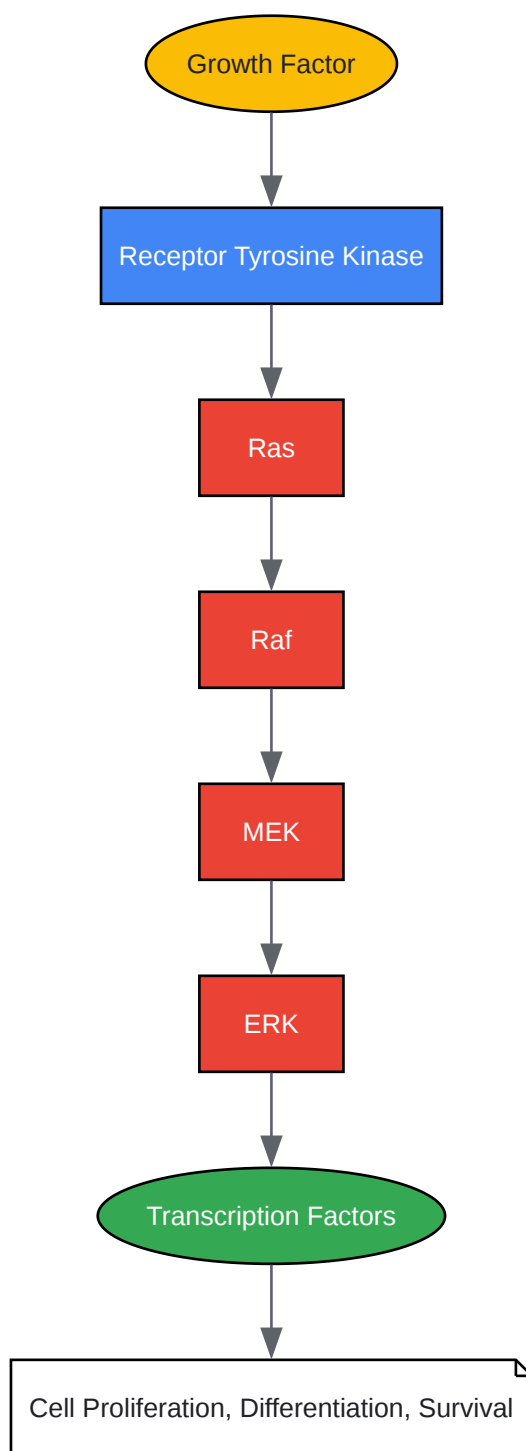 Growth Factor
Receptor Tyrosine Kinase
Ras
Raf
MEK
ERK
Transcription Factors
Cell Proliferation, Differentiation, Survival